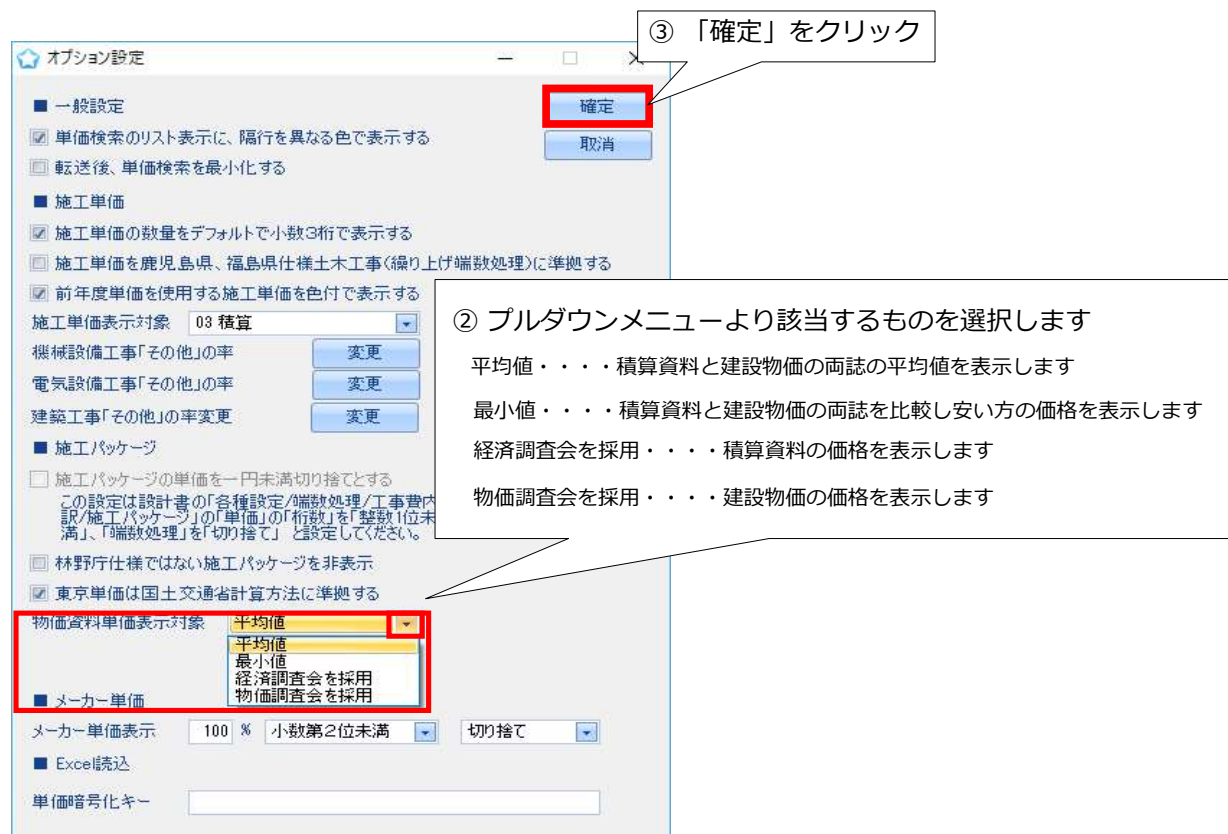 ③ 「確定」をクリック
オプション設定
■ 一般設定
確定
単価検索のリスト表示に、隔行を異なる色で表示する
取消
転送後、単価検索を最小化する
■ 施工単価
施工単価の数量をデフォルトで小数3桁で表示する
施工単価を鹿児島県、福島県仕様土木工事(繰り上げ端数処理)に準拠する
前年度単価を使用する施工単価を色付で表示する
施工単価表示対象 03 積算
機械設備工事「その他」の率 変更
電気設備工事「その他」の率 変更
建築工事「その他」の率変更 変更
② プルダウンメニューより該当するものを選択します
平均値・・・・積算資料と建設物価の両誌の平均値を表示します
最小値・・・・積算資料と建設物価の両誌を比較し安い方の価格を表示します
経済調査会を採用・・・・積算資料の価格を表示します
物価調査会を採用・・・・建設物価の価格を表示します
■ 施工パッケージ
施工パッケージの単価を一円未満切り捨てとする
この設定は設計書の「各種設定/端数処理/工事費内
訳/施工パッケージ」の「単価」の「桁数」を「整数1位未
満」、「端数処理」を「切り捨て」 と設定してください。
林野庁仕様ではない施工パッケージを非表示
東京単価は国土交通省計算方法に準拠する
物価資料単価表示対象 平均値
平均値
最小値
経済調査会を採用
物価調査会を採用
■ メーカー単価
メーカー単価表示 100 % 小数第2位未満 切り捨て
■ Excel読込
単価暗号化キー